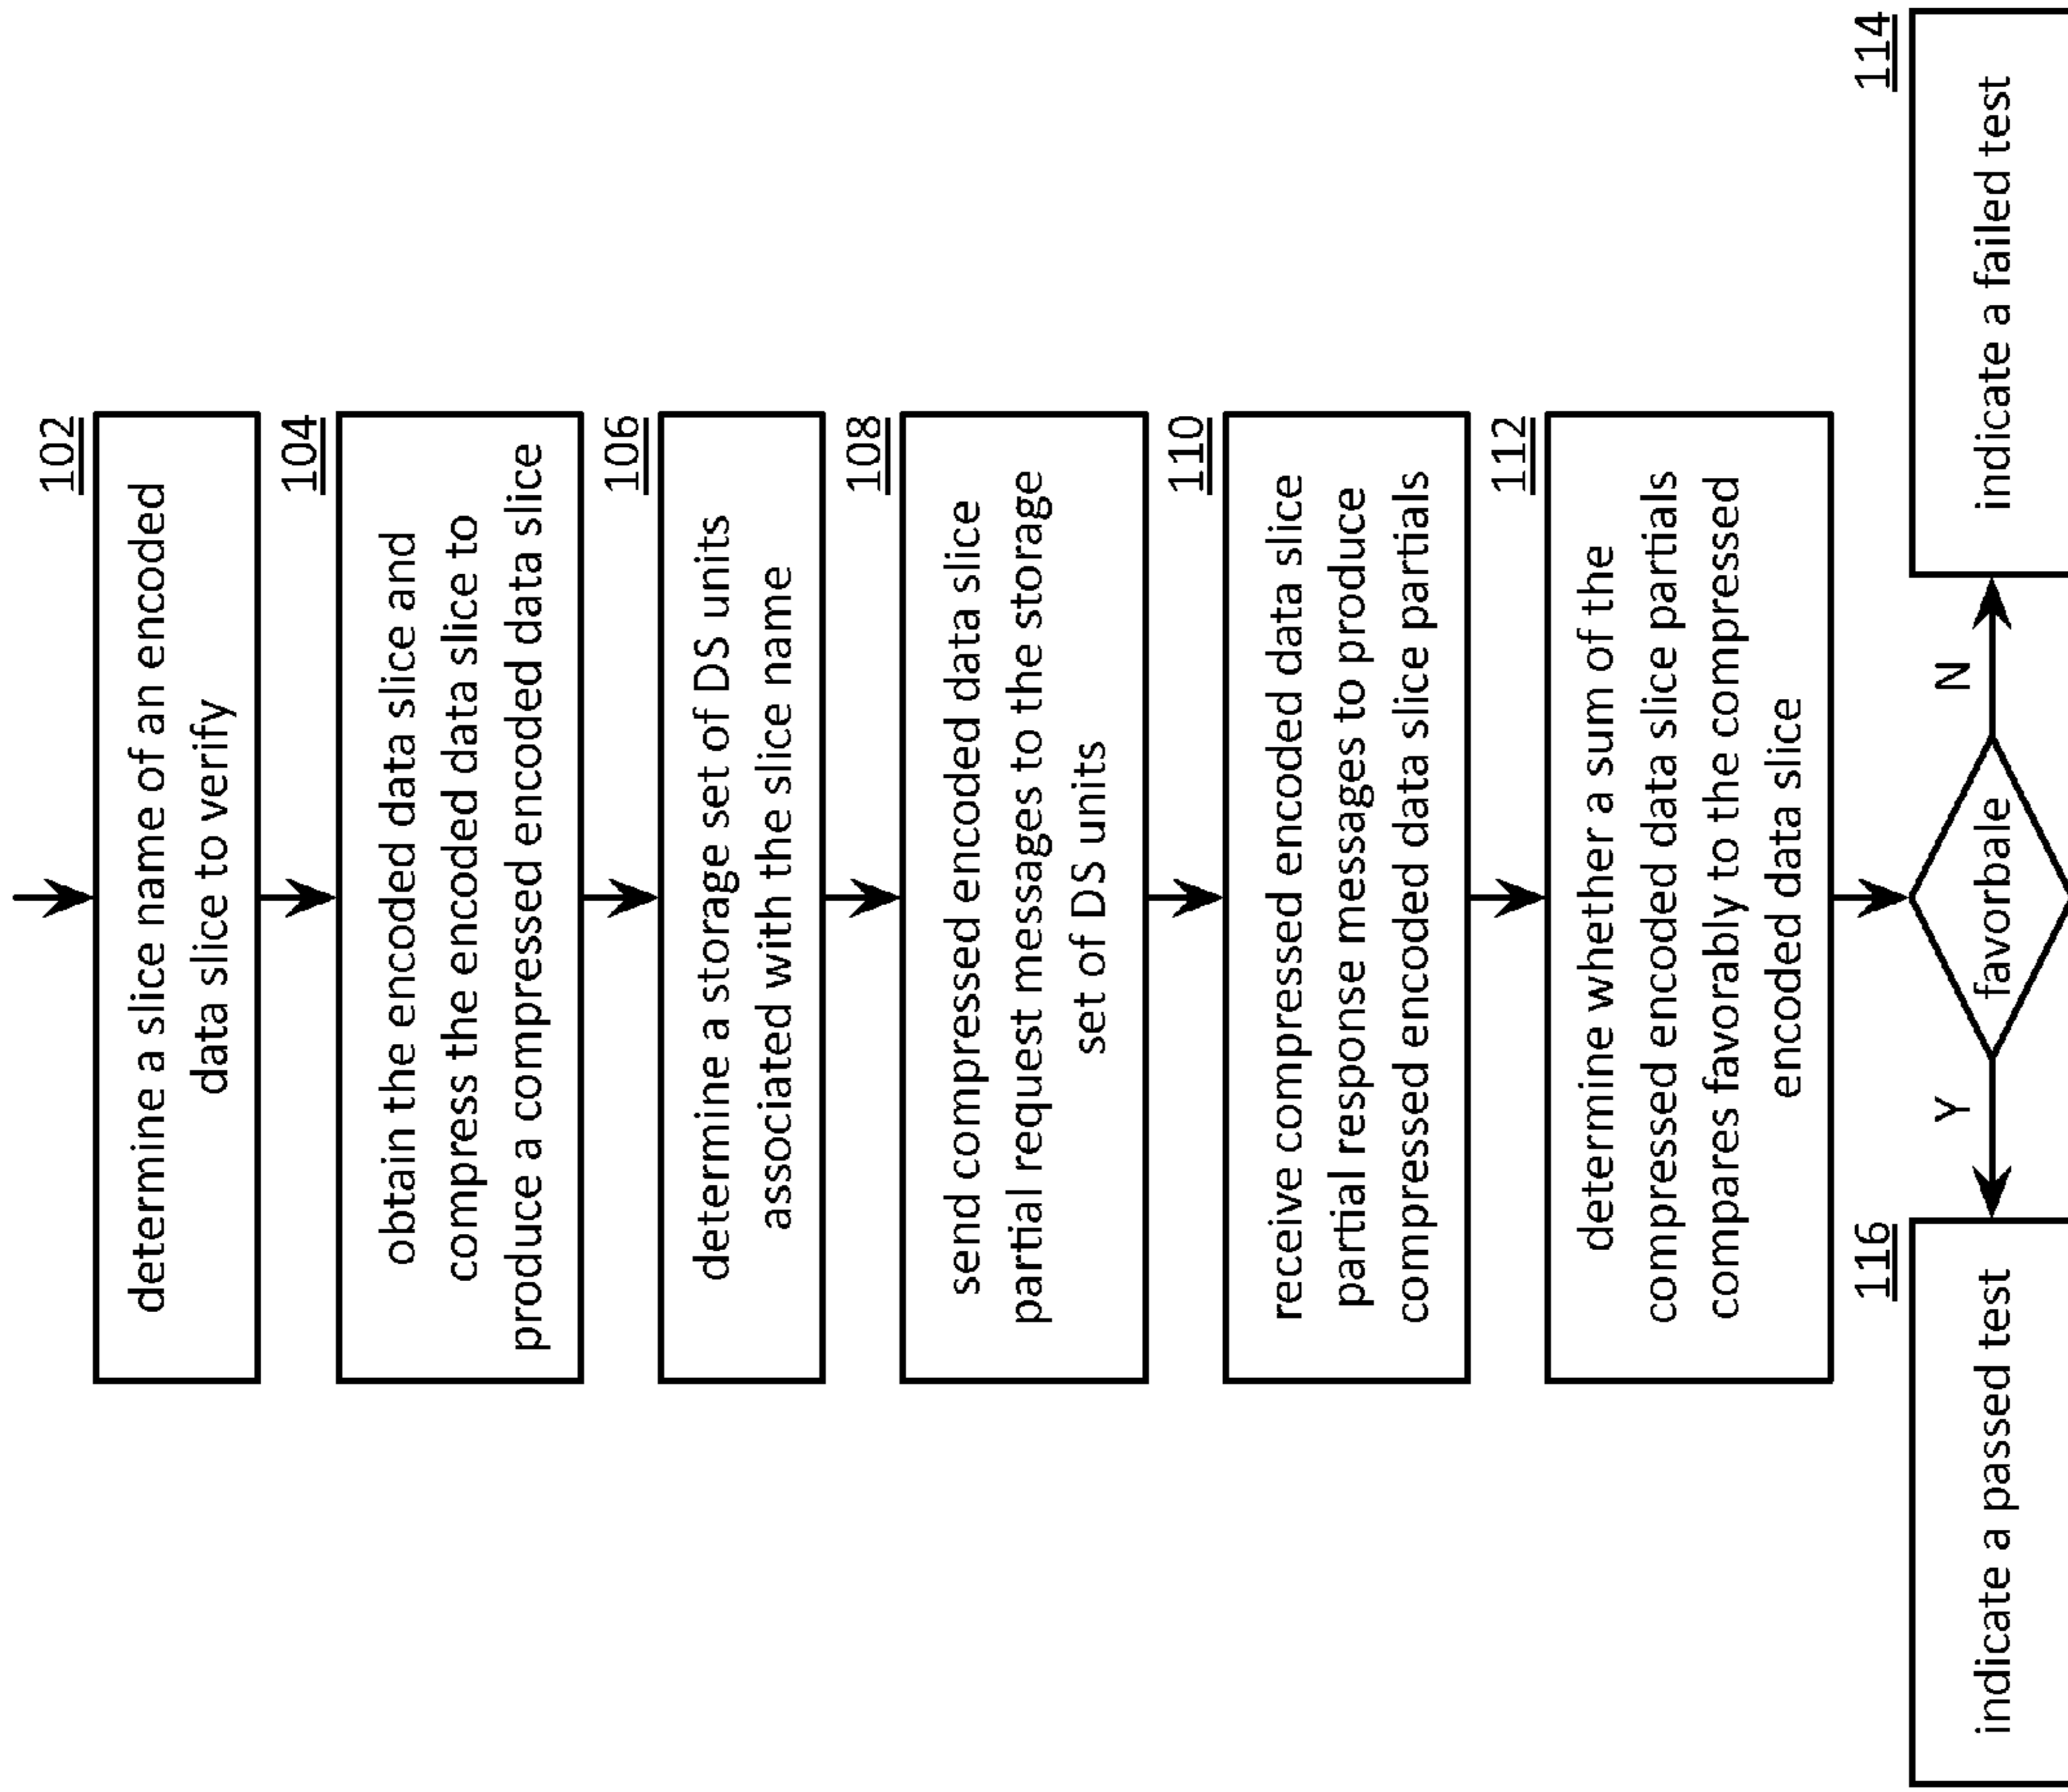 102
determine a slice name of an encoded
data slice to verify
104
obtain the encoded data slice and
compress the encoded data slice to
produce a compressed encoded data slice
106
determine a storage set of DS units
associated with the slice name
108
send compressed encoded data slice
partial request messages to the storage
set of DS units
110
receive compressed encoded data slice
partial response messages to produce
compressed encoded data slice partials
112
determine whether a sum of the
compressed encoded data slice partials
compares favorably to the compressed
encoded data slice
116
indicate a passed test
Y
favorbale
N
114
indicate a failed test